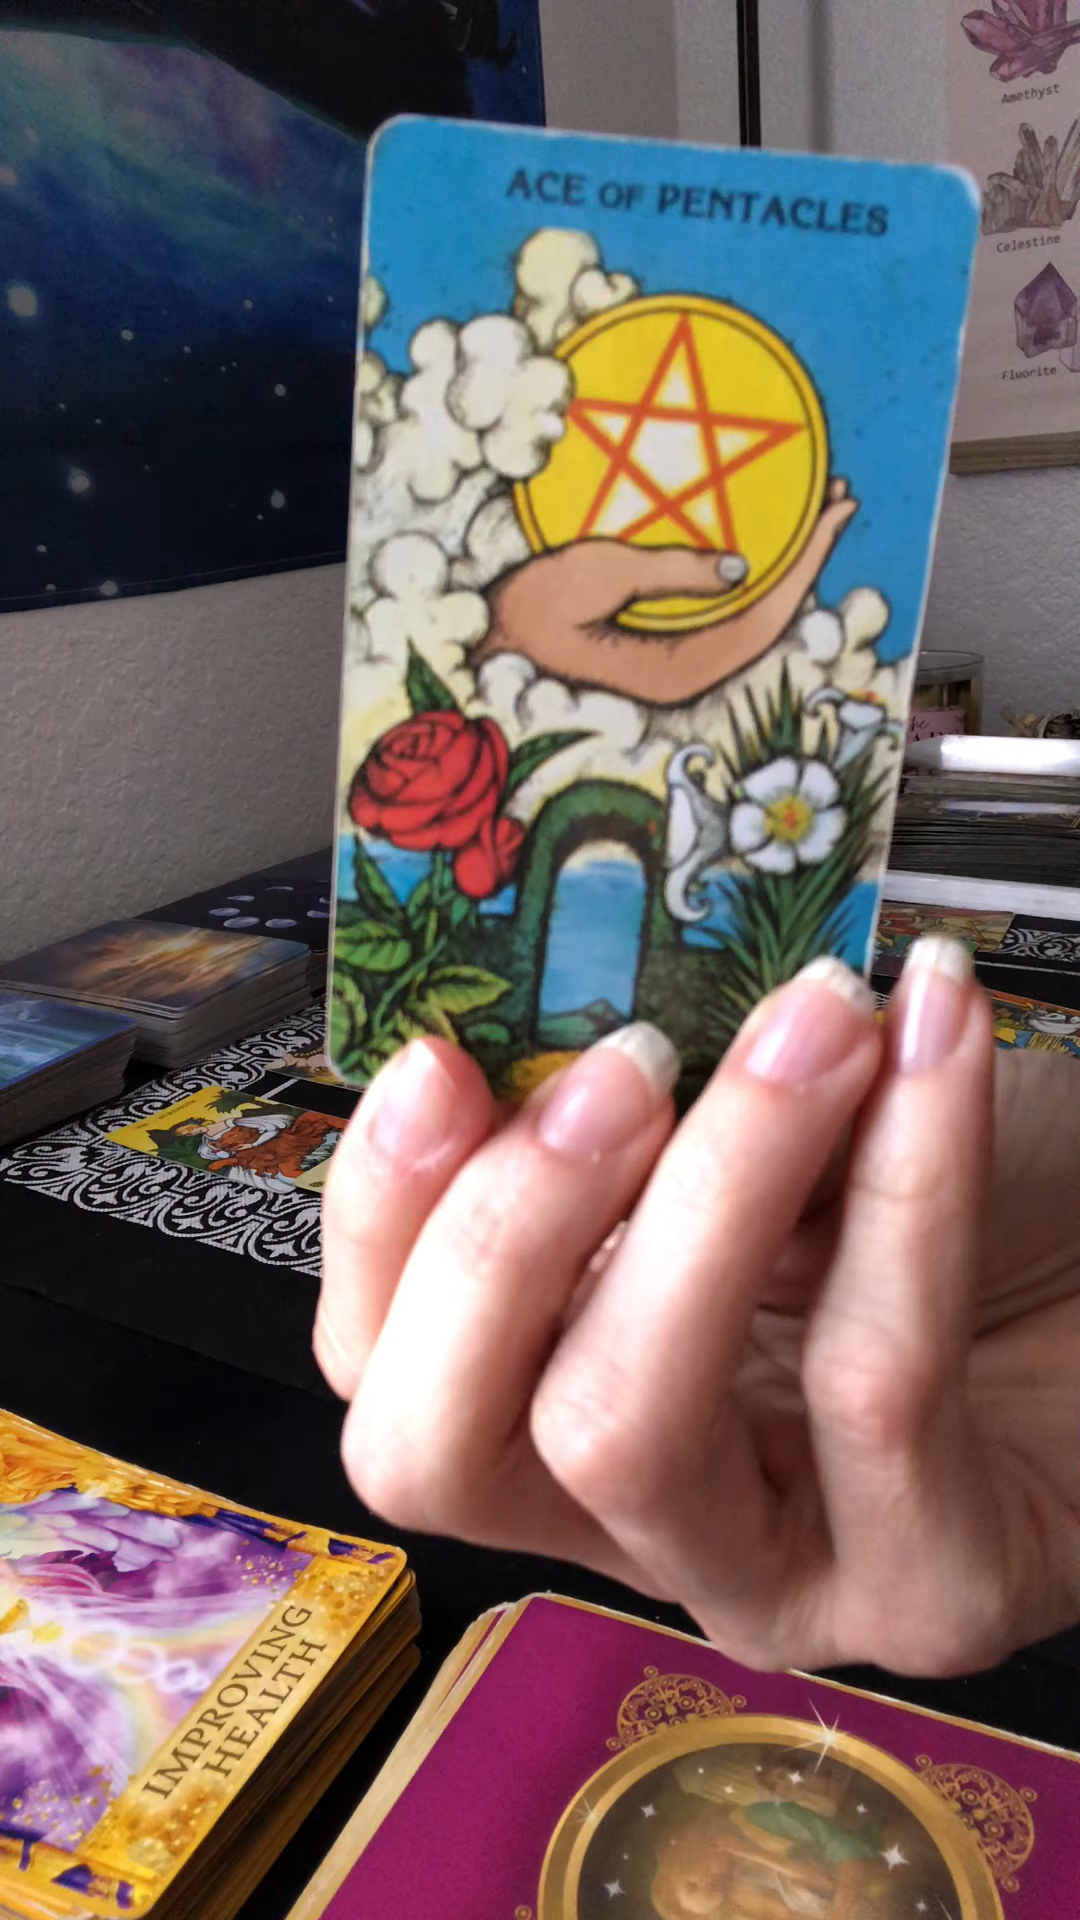 ACE OF PENTACLES
Amethyst
Celestine
Fluorite
IMPROVING
HEALTH